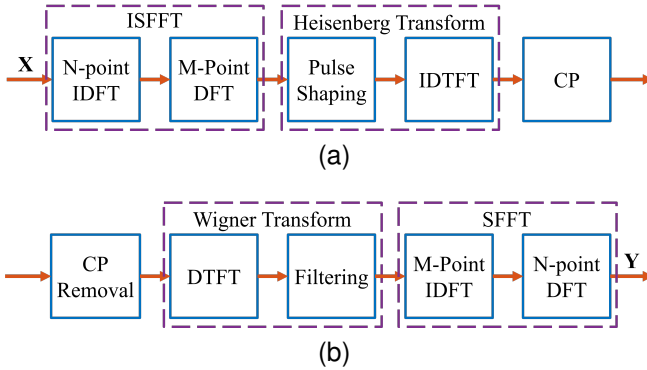 ISFFT
Heisenberg Transform
X
N-point
IDFT
M-Point
DFT
Pulse
Shaping
IDTFT
CP
(a)
Wigner Transform
SFFT
CP
Removal
DTFT
Filtering
M-Point
IDFT
N-point
DFT
Y
(b)